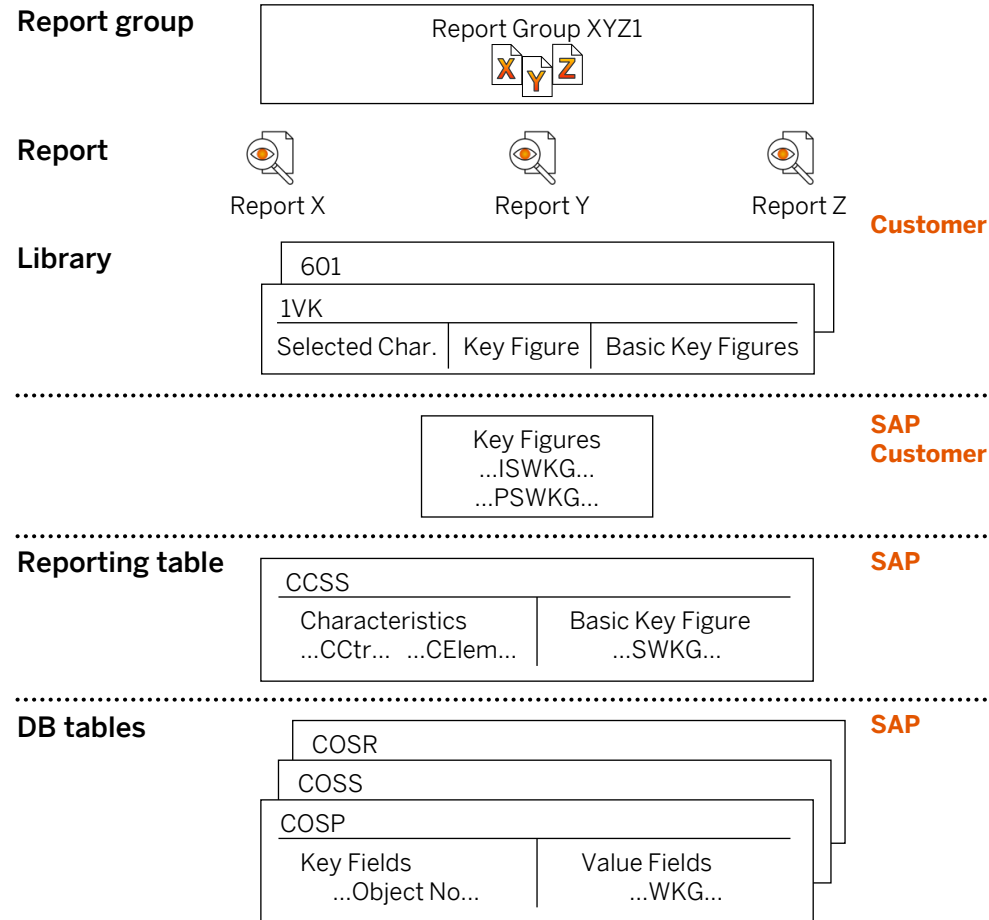 Report group
Report Group XYZ1
X Y Z
Report
Report X Report Y Report Z
Customer
Library
601
1VK
Selected Char. Key Figure Basic Key Figures
SAP
Customer
Key Figures
...ISWKG...
...PSWKG...
Reporting table
SAP
CCSS
Characteristics Basic Key Figure
...CCtr... ...CElem... ...SWKG...
DB tables
SAP
COSR
COSS
COSP
Key Fields Value Fields
...Object No... ...WKG...